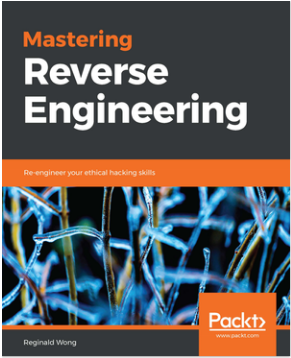 Mastering
Reverse
Engineering
Re-engineer your ethical hacking skills
Packt>
www.packt.com
Reginald Wong